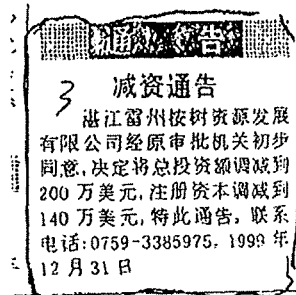 通告
减资通告
3
湛江雷州桉树资源发展
有限公司经原审批机关初步
同意,决定将总投资额调减到
200 万美元,注册资本调减到
140 万美元,特此通告。联系
电话:0759-3385975。1999 年
12 月 31 日